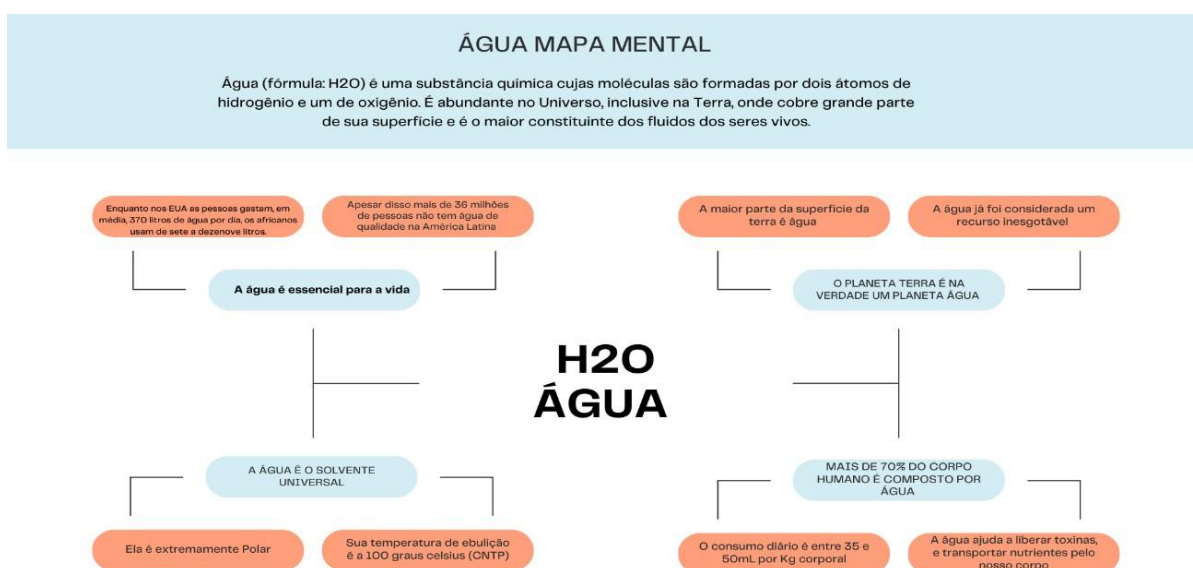 ÁGUA MAPA MENTAL
Água (fórmula: H2O) é uma substância química cujas moléculas são formadas por dois átomos de
hidrogênio e um de oxigênio. É abundante no Universo, inclusive na Terra, onde cobre grande parte
de sua superfície e é o maior constituinte dos fluidos dos seres vivos.
Enquanto nos EUA as pessoas gastam, em
média, 370 litros de água por dia, os africanos
usam de sete a dezenove litros.
Apesar disso mais de 36 milhões
de pessoas não tem água de
qualidade na América Latina
A água é essencial para a vida
A maior parte da superfície da
terra é água
A água já foi considerada um
recurso inesgotável
O PLANETA TERRA É NA
VERDADE UM PLANETA ÁGUA
H2O
ÁGUA
A ÁGUA É O SOLVENTE
UNIVERSAL
Ela é extremamente Polar
Sua temperatura de ebulição
é a 100 graus celsius (CNTP)
MAIS DE 70% DO CORPO
HUMANO É COMPOSTO POR
ÁGUA
O consumo diário é entre 35 e
50mL por Kg corporal
A água ajuda a liberar toxinas,
e transportar nutrientes pelo
nosso corpo